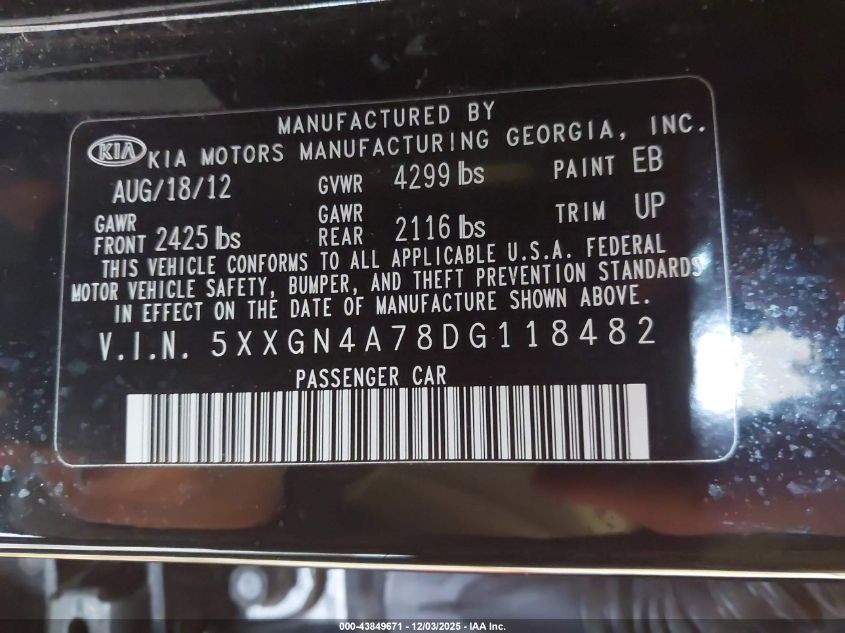 MANUFACTURED BY
KIA KIA MOTORS MANUFACTURING GEORGIA, INC.
AUG/18/12 GVWR 4299 lbs PAINT EB
GAWR FRONT 2425 lbs GAWR REAR 2116 lbs TRIM UP
THIS VEHICLE CONFORMS TO ALL APPLICABLE U.S.A. FEDERAL
MOTOR VEHICLE SAFETY, BUMPER, AND THEFT PREVENTION STANDARDS
IN EFFECT ON THE DATE OF MANUFACTURE SHOWN ABOVE.
V.I.N. 5XXGN4A78DG118482
PASSENGER CAR
000-43849671 - 12/03/2025 - IAA Inc.